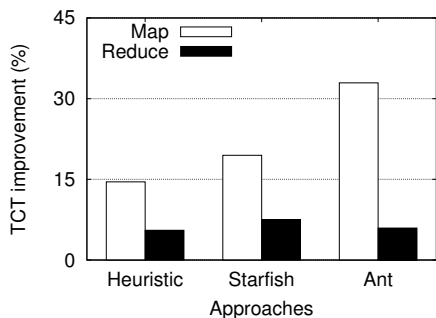 45
30
15
0
TCT improvement (%)
Map
Reduce
Heuristic Starfish Ant
Approaches